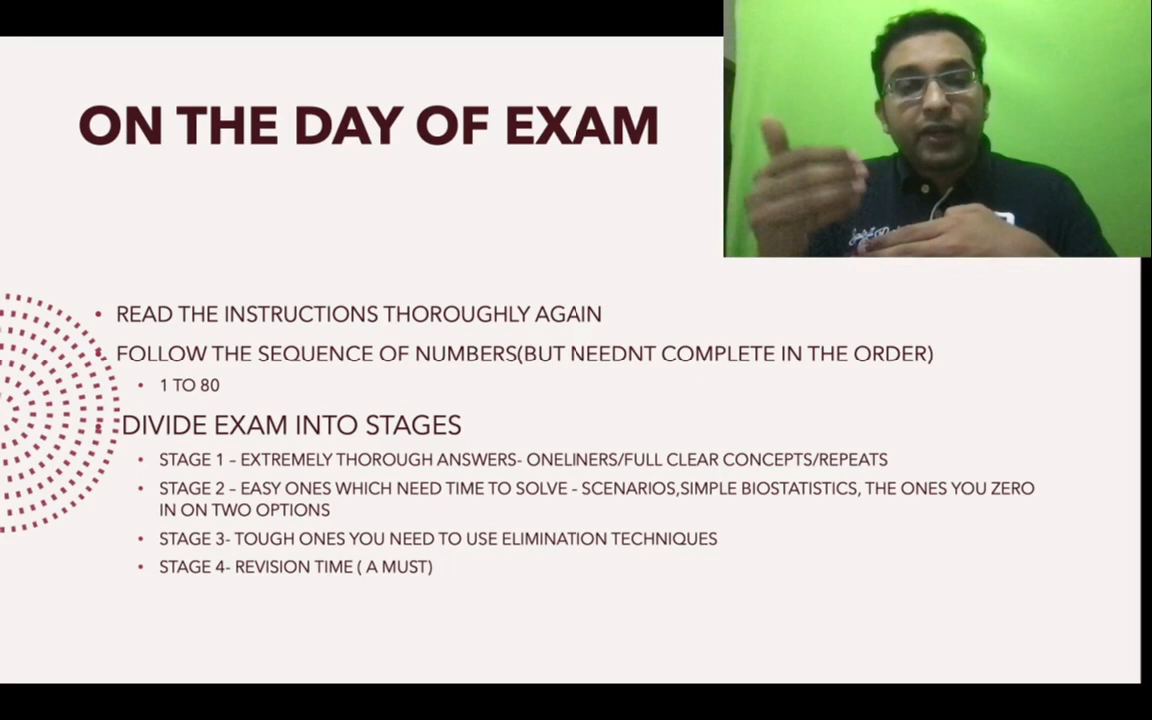 ON THE DAY OF EXAM
• READ THE INSTRUCTIONS THOROUGHLY AGAIN
• FOLLOW THE SEQUENCE OF NUMBERS(BUT NEEDNT COMPLETE IN THE ORDER)
• 1 TO 80
• DIVIDE EXAM INTO STAGES
• STAGE 1 – EXTREMELY THOROUGH ANSWERS- ONELINERS/FULL CLEAR CONCEPTS/REPEATS
• STAGE 2 – EASY ONES WHICH NEED TIME TO SOLVE – SCENARIOS,SIMPLE BIOSTATISTICS, THE ONES YOU ZERO
IN ON TWO OPTIONS
• STAGE 3- TOUGH ONES YOU NEED TO USE ELIMINATION TECHNIQUES
• STAGE 4- REVISION TIME ( A MUST)